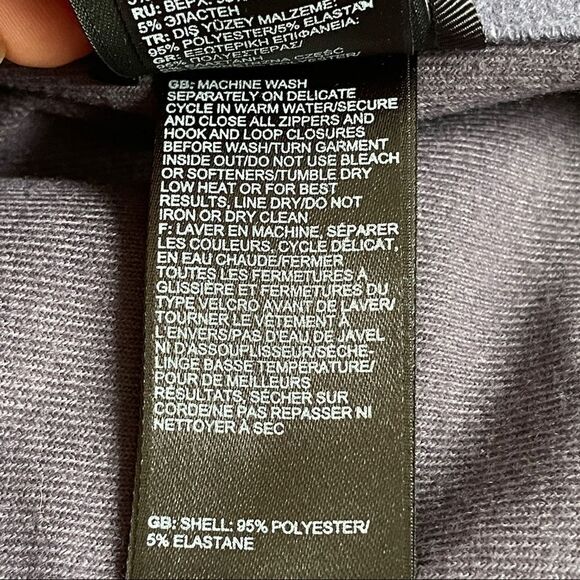 RU: ВЕРХ:
5% ЭЛАСТЕН
TR: DIŞ YÜZEY MALZEME:
95% POLYESTER/5% ELASTAN
GR: ΕΞΩΤΕΡΙΚΗ ΕΠΙΦΑΝΕΙΑ:
GB: MACHINE WASH
SEPARATELY ON DELICATE
CYCLE IN WARM WATER/SECURE
AND CLOSE ALL ZIPPERS AND
HOOK AND LOOP CLOSURES
BEFORE WASH/TURN GARMENT
INSIDE OUT/DO NOT USE BLEACH
OR SOFTENERS/TUMBLE DRY
LOW HEAT OR FOR BEST
RESULTS, LINE DRY/DO NOT
IRON OR DRY CLEAN
F: LAVER EN MACHINE, SÉPARER
LES COULEURS, CYCLE DÉLICAT,
EN EAU CHAUDE/FERMER
TOUTES LES FERMETURES À
GLISSIÈRE ET FERMETURES DU
TYPE VELCRO AVANT DE LAVER/
TOURNER LE VÊTEMENT À
L'ENVERS/PAS D'EAU DE JAVEL
NI D'ASSOUPLISSEUR/SÈCHE-
LINGE BASSE TEMPÉRATURE/
POUR DE MEILLEURS
RÉSULTATS, SÉCHER SUR
CORDE/NE PAS REPASSER NI
NETTOYER À SEC
GB: SHELL: 95% POLYESTER/
5% ELASTANE